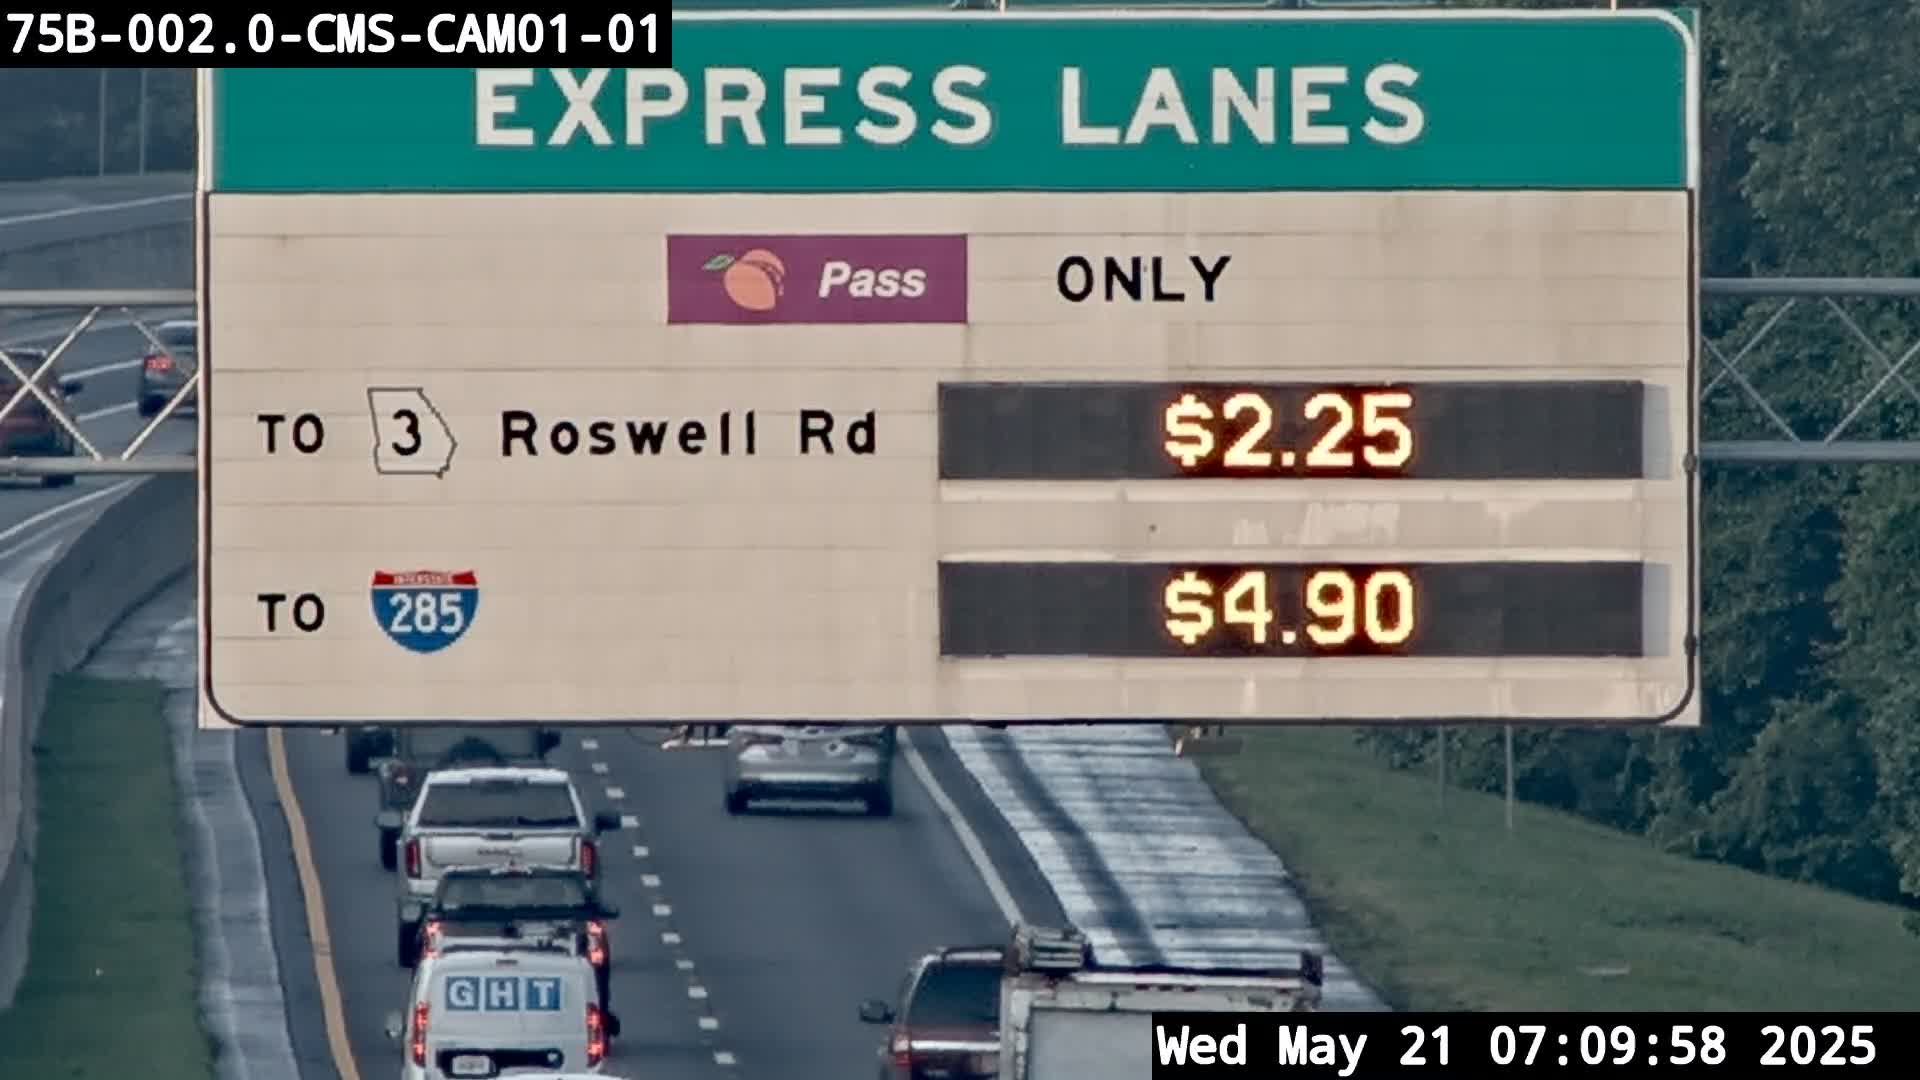 75B-002.0-CMS-CAM01-01
EXPRESS LANES
Pass ONLY
TO 3 Roswell Rd $2.25
TO INTERSTATE 285 $4.90
GHT
Wed May 21 07:09:58 2025